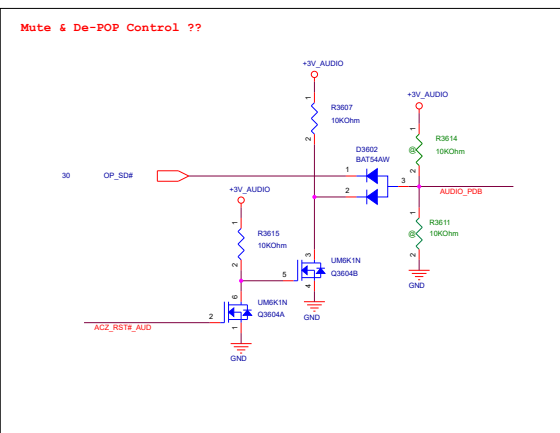 Mute & De-POP Control ??
+3V_AUDIO
1
R3607
10KOhm
2
+3V_AUDIO
1
R3614
@
10KOhm
2
D3602
BAT54AW
30
OP_SD#
1
2
3
AUDIO_PDB
+3V_AUDIO
1
R3615
10KOhm
2
1
R3611
@
10KOhm
2
GND
3
UM6K1N
5
Q3604B
4
GND
6
UM6K1N
2
Q3604A
ACZ_RST#_AUD
1
GND